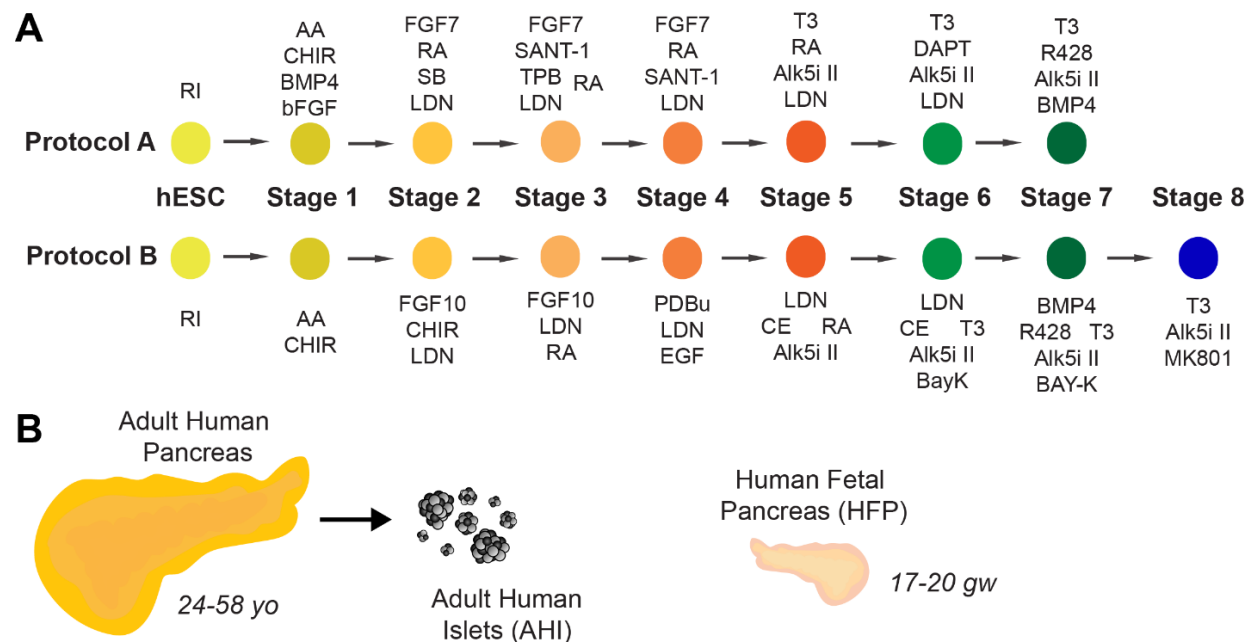 A
RI
AA
CHIR
BMP4
bFGF
FGF7
RA
SB
LDN
FGF7
SANT-1
TPB RA
LDN
FGF7
RA
SANT-1
LDN
T3
RA
Alk5i II
LDN
T3
DAPT
Alk5i II
LDN
T3
R428
Alk5i II
BMP4
Protocol A
hESC Stage 1 Stage 2 Stage 3 Stage 4 Stage 5 Stage 6 Stage 7 Stage 8
Protocol B
RI
AA
CHIR
FGF10
CHIR
LDN
FGF10
LDN
RA
PDBu
LDN
EGF
LDN
CE RA
Alk5i II
LDN
CE T3
Alk5i II
BayK
BMP4
R428 T3
Alk5i II
BAY-K
T3
Alk5i II
MK801
B
Adult Human
Pancreas
24-58 yo
Adult Human
Islets (AHI)
Human Fetal
Pancreas (HFP)
17-20 gw